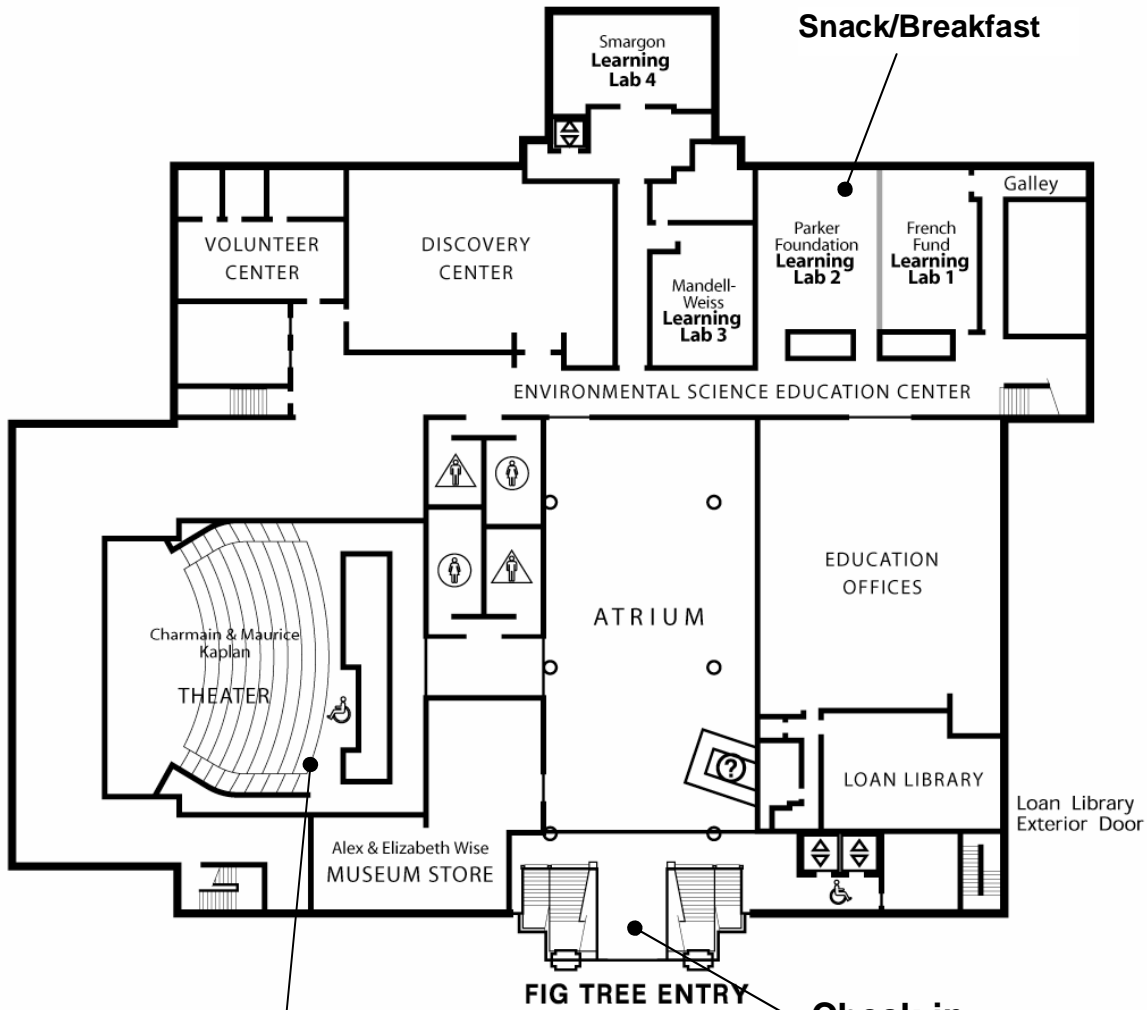 Snack/Breakfast
Smargon
Learning
Lab 4
Galley
VOLUNTEER
CENTER
DISCOVERY
CENTER
Parker
Foundation
Learning
Lab 2
French
Fund
Learning
Lab 1
Mandell-
Weiss
Learning
Lab 3
ENVIRONMENTAL SCIENCE EDUCATION CENTER
EDUCATION
OFFICES
ATRIUM
Charmain & Maurice
Kaplan
THEATER
?
LOAN LIBRARY
Loan Library
Exterior Door
Alex & Elizabeth Wise
MUSEUM STORE
FIG TREE ENTRY
Check-in